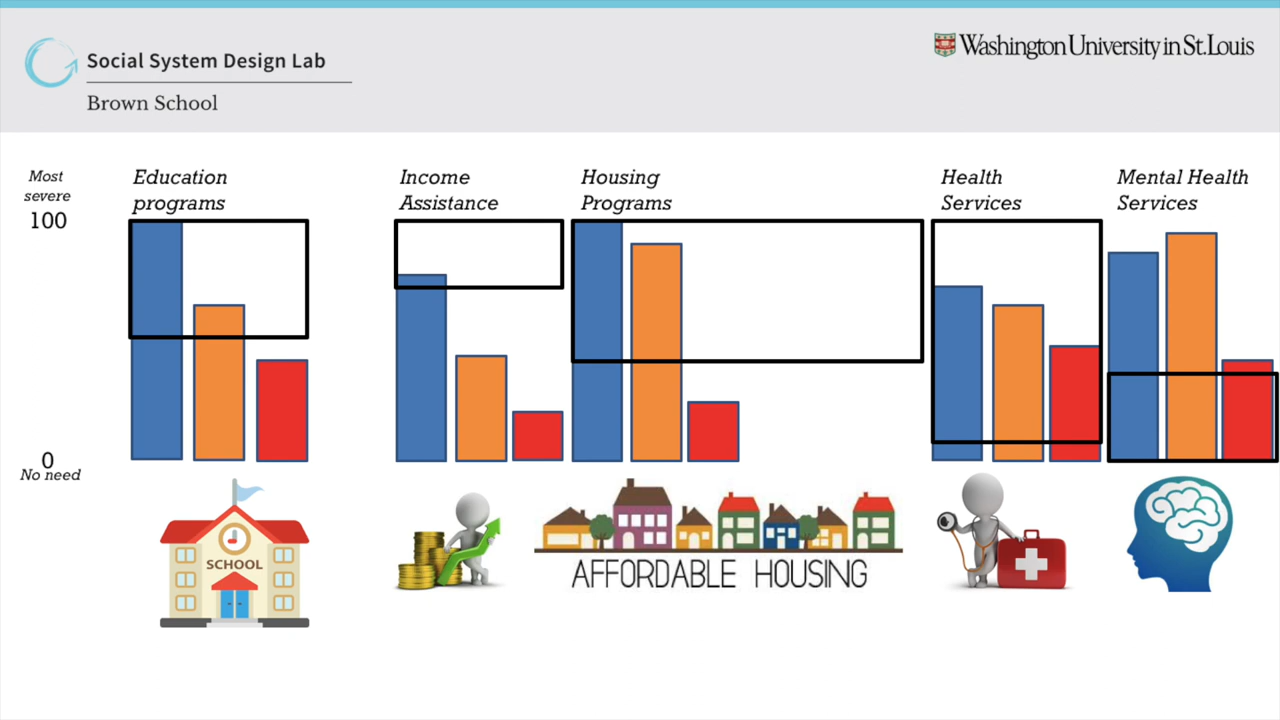 Social System Design Lab
Brown School
Washington University in St. Louis
Most
severe
100
0
No need
Education
programs
Income
Assistance
Housing
Programs
Health
Services
Mental Health
Services
SCHOOL
AFFORDABLE HOUSING